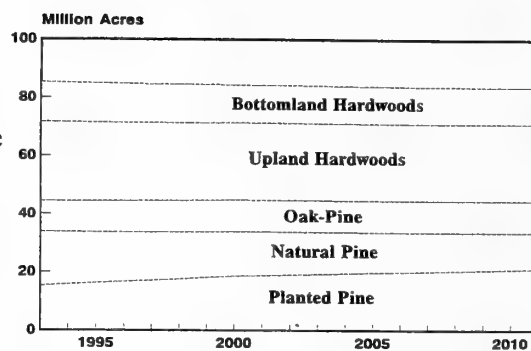 Million Acres
100
80
60
40
20
0
Bottomland Hardwoods
Upland Hardwoods
Oak-Pine
Natural Pine
Planted Pine
1995 2000 2005 2010